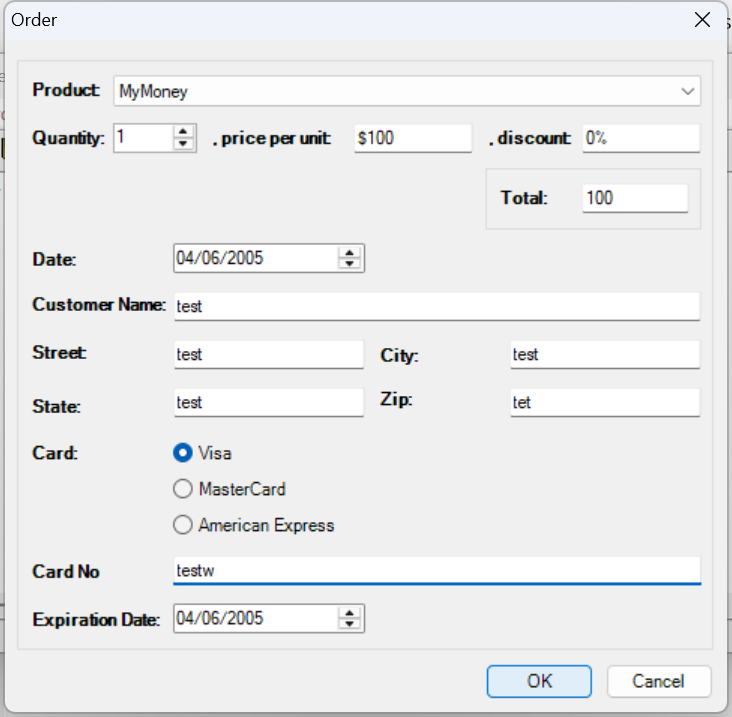 Order
Product: MyMoney
Quantity: 1 , price per unit: $100 , discount: 0%
Total: 100
Date: 04/06/2005
Customer Name: test
Street: test City: test
State: test Zip: tet
Card: Visa
MasterCard
American Express
Card No testw
Expiration Date: 04/06/2005
OK Cancel